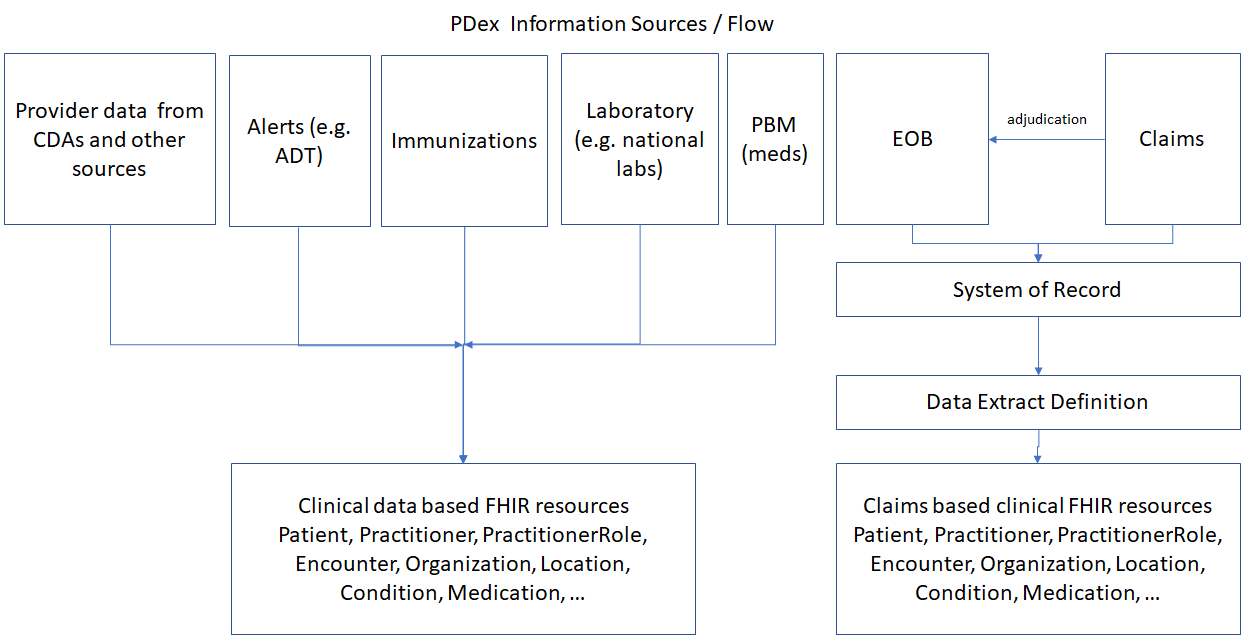 PDex Information Sources / Flow
Provider data from
CDAs and other
sources
Alerts (e.g.
ADT)
Immunizations
Laboratory
(e.g. national
labs)
PBM
(meds)
EOB
adjudication
Claims
System of Record
Data Extract Definition
Clinical data based FHIR resources
Patient, Practitioner, PractitionerRole,
Encounter, Organization, Location,
Condition, Medication, ...
Claims based clinical FHIR resources
Patient, Practitioner, PractitionerRole,
Encounter, Organization, Location,
Condition, Medication, ...